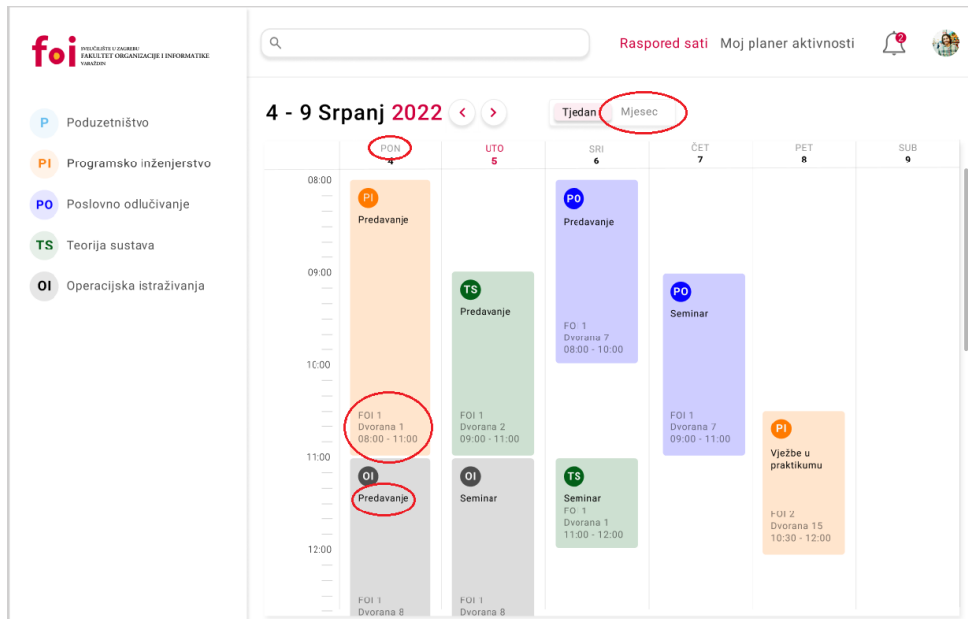 foi
SVEUČILIŠTE U ZAGREBU
FAKULTET ORGANIZACIJE I INFORMATIKE
VARAŽDIN
Raspored sati
Moj planer aktivnosti
2
P Poduzetništvo
PI Programsko inženjerstvo
PO Poslovno odlučivanje
TS Teorija sustava
OI Operacijska istraživanja
4 - 9 Srpanj 2022
Tjedan
Mjesec
PON
4
UTO
5
SRI
6
ČET
7
PET
8
SUB
9
08:00
09:00
10:00
11:00
12:00
PI
Predavanje
FOI 1
Dvorana 1
08:00 - 11:00
OI
Predavanje
FOI 1
Dvorana 8
TS
Predavanje
FOI 1
Dvorana 2
09:00 - 11:00
OI
Seminar
FOI 1
Dvorana 8
PO
Predavanje
FOI 1
Dvorana 7
08:00 - 10:00
TS
Seminar
FOI 1
Dvorana 1
11:00 - 12:00
PO
Seminar
FOI 1
Dvorana 7
09:00 - 11:00
PI
Vježbe u
praktikumu
FOI 2
Dvorana 15
10:30 - 12:00